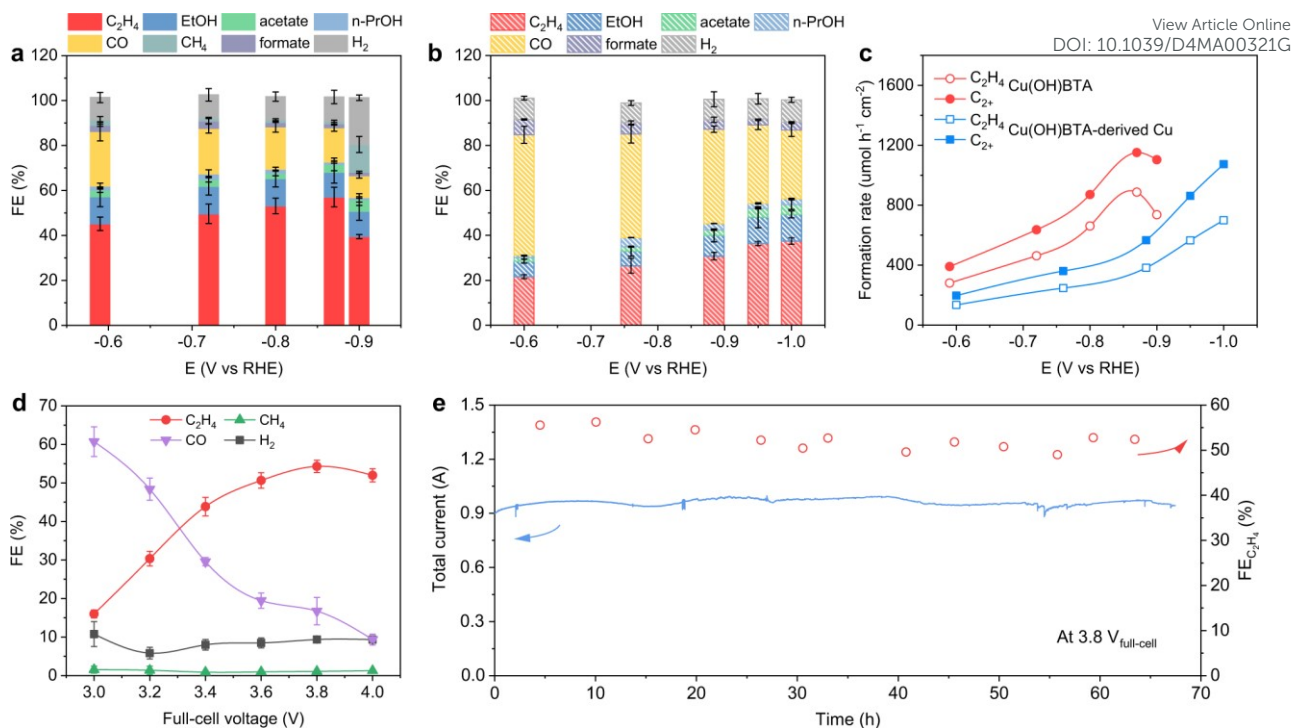 View Article Online
DOI: 10.1039/D4MA00321G
a
C₂H₄ EtOH acetate n-PrOH
CO CH₄ formate H₂
120
100
80
60
40
20
0
FE (%)
-0.6 -0.7 -0.8 -0.9
E (V vs RHE)
b
C₂H₄ EtOH acetate n-PrOH
CO formate H₂
120
100
80
60
40
20
0
FE (%)
-0.6 -0.7 -0.8 -0.9 -1.0
E (V vs RHE)
c
C₂H₄ Cu(OH)BTA
C₂₊
C₂H₄ Cu(OH)BTA-derived Cu
C₂₊
1600
1200
800
400
0
Formation rate (umol h⁻¹ cm⁻²)
-0.6 -0.7 -0.8 -0.9 -1.0
E (V vs RHE)
d
C₂H₄ CH₄
CO H₂
70
60
50
40
30
20
10
0
FE (%)
3.0 3.2 3.4 3.6 3.8 4.0
Full-cell voltage (V)
e
1.5
1.2
0.9
0.6
0.3
0.0
Total current (A)
60
50
40
30
20
10
0
FE_C₂H₄ (%)
At 3.8 V_full-cell
0 10 20 30 40 50 60 70
Time (h)